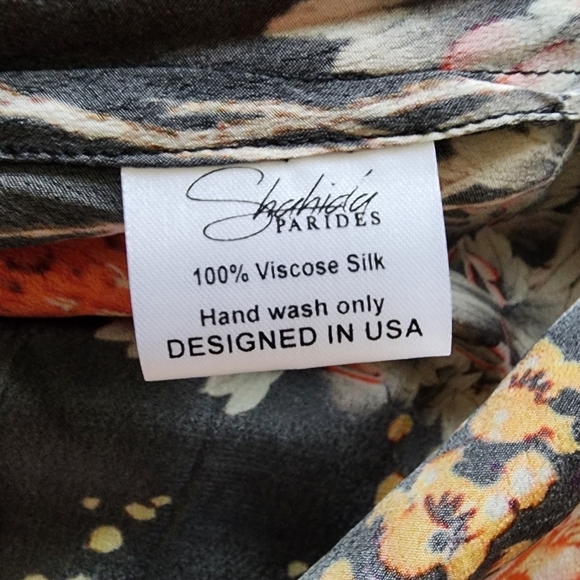 Shahida
PARIDES
100% Viscose Silk
Hand wash only
DESIGNED IN USA